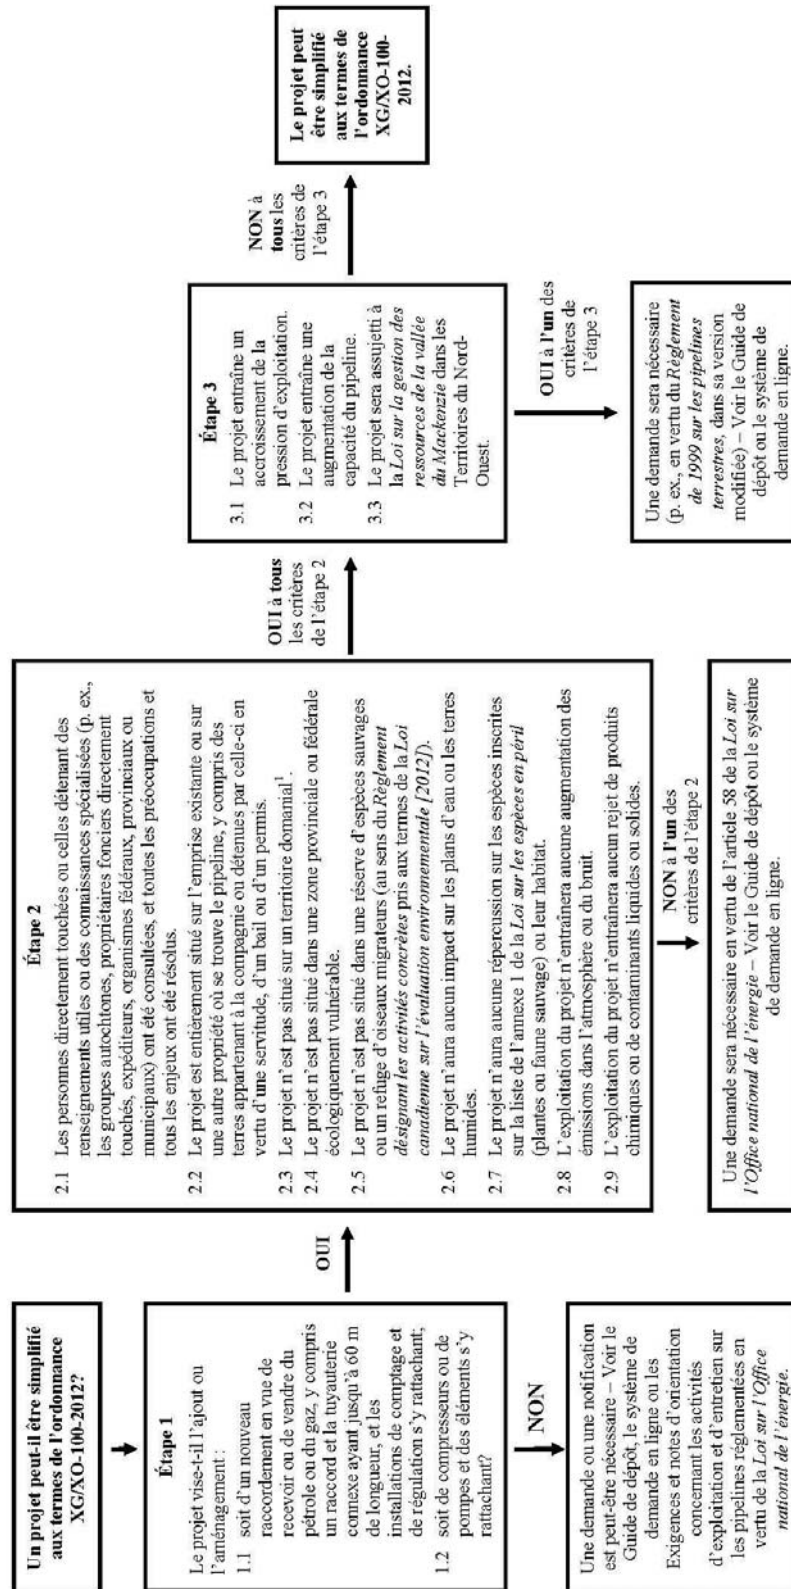 Un projet peut-il être simplifié
aux termes de l'ordonnance
XG/XO-100-2012?
Étape 1
Le projet vise-t-il l'ajout ou
l'aménagement :
1.1 soit d'un nouveau
raccordement en vue de
recevoir ou de vendre du
pétrole ou du gaz, y compris
un raccord et la tuyauterie
connexe ayant jusqu'à 60 m
de longueur, et les
installations de comptage et
de régulation s'y rattachant;
1.2 soit de compresseurs ou de
pompes et des éléments s'y
rattachant?
NON
Une demande ou une notification
est peut-être nécessaire – Voir le
Guide de dépôt, le système de
demande en ligne ou les
Exigences et notes d'orientation
concernant les activités
d'exploitation et d'entretien sur
les pipelines réglementées en
vertu de la Loi sur l'Office
national de l'énergie.
OUI
Étape 2
2.1 Les personnes directement touchées ou celles détenant des
renseignements utiles ou des connaissances spécialisées (p. ex.,
les groupes autochtones, propriétaires fonciers directement
touchés, expéditeurs, organismes fédéraux, provinciaux ou
municipaux) ont été consultées, et toutes les préoccupations et
tous les enjeux ont été résolus.
2.2 Le projet est entièrement situé sur l'emprise existante ou sur
une autre propriété où se trouve le pipeline, y compris des
terres appartenant à la compagnie ou détenues par celle-ci en
vertu d'une servitude, d'un bail ou d'un permis.
2.3 Le projet n'est pas situé sur un territoire domanial1.
2.4 Le projet n'est pas situé dans une zone provinciale ou fédérale
écologiquement vulnérable.
2.5 Le projet n'est pas situé dans une réserve d'espèces sauvages
ou un refuge d'oiseaux migrateurs (au sens du Règlement
désignant les activités concrètes pris aux termes de la Loi
canadienne sur l'évaluation environnementale [2012]).
2.6 Le projet n'aura aucun impact sur les plans d'eau ou les terres
humides.
2.7 Le projet n'aura aucune répercussion sur les espèces inscrites
sur la liste de l'annexe 1 de la Loi sur les espèces en péril
(plantes ou faune sauvage) ou leur habitat.
2.8 L'exploitation du projet n'entraînera aucune augmentation des
émissions dans l'atmosphère ou du bruit.
2.9 L'exploitation du projet n'entraînera aucun rejet de produits
chimiques ou de contaminants liquides ou solides.
NON à l'un des
critères de l'étape 2
Une demande sera nécessaire en vertu de l'article 58 de la Loi sur
l'Office national de l'énergie – Voir le Guide de dépôt ou le système
de demande en ligne.
OUI à tous
les critères
de l'étape 2
Étape 3
3.1 Le projet entraîne un
accroissement de la
pression d'exploitation.
3.2 Le projet entraîne une
augmentation de la
capacité du pipeline.
3.3 Le projet sera assujetti à
la Loi sur la gestion des
ressources de la vallée
du Mackenzie dans les
Territoires du Nord-
Ouest.
OUI à l'un des
critères de
l'étape 3
Une demande sera nécessaire
(p. ex., en vertu du Règlement
de 1999 sur les pipelines
terrestres, dans sa version
modifiée) – Voir le Guide de
dépôt ou le système de
demande en ligne.
NON à
tous les
critères de
l'étape 3
Le projet peut
être simplifié
aux termes de
l'ordonnance
XG/XO-100-
2012.